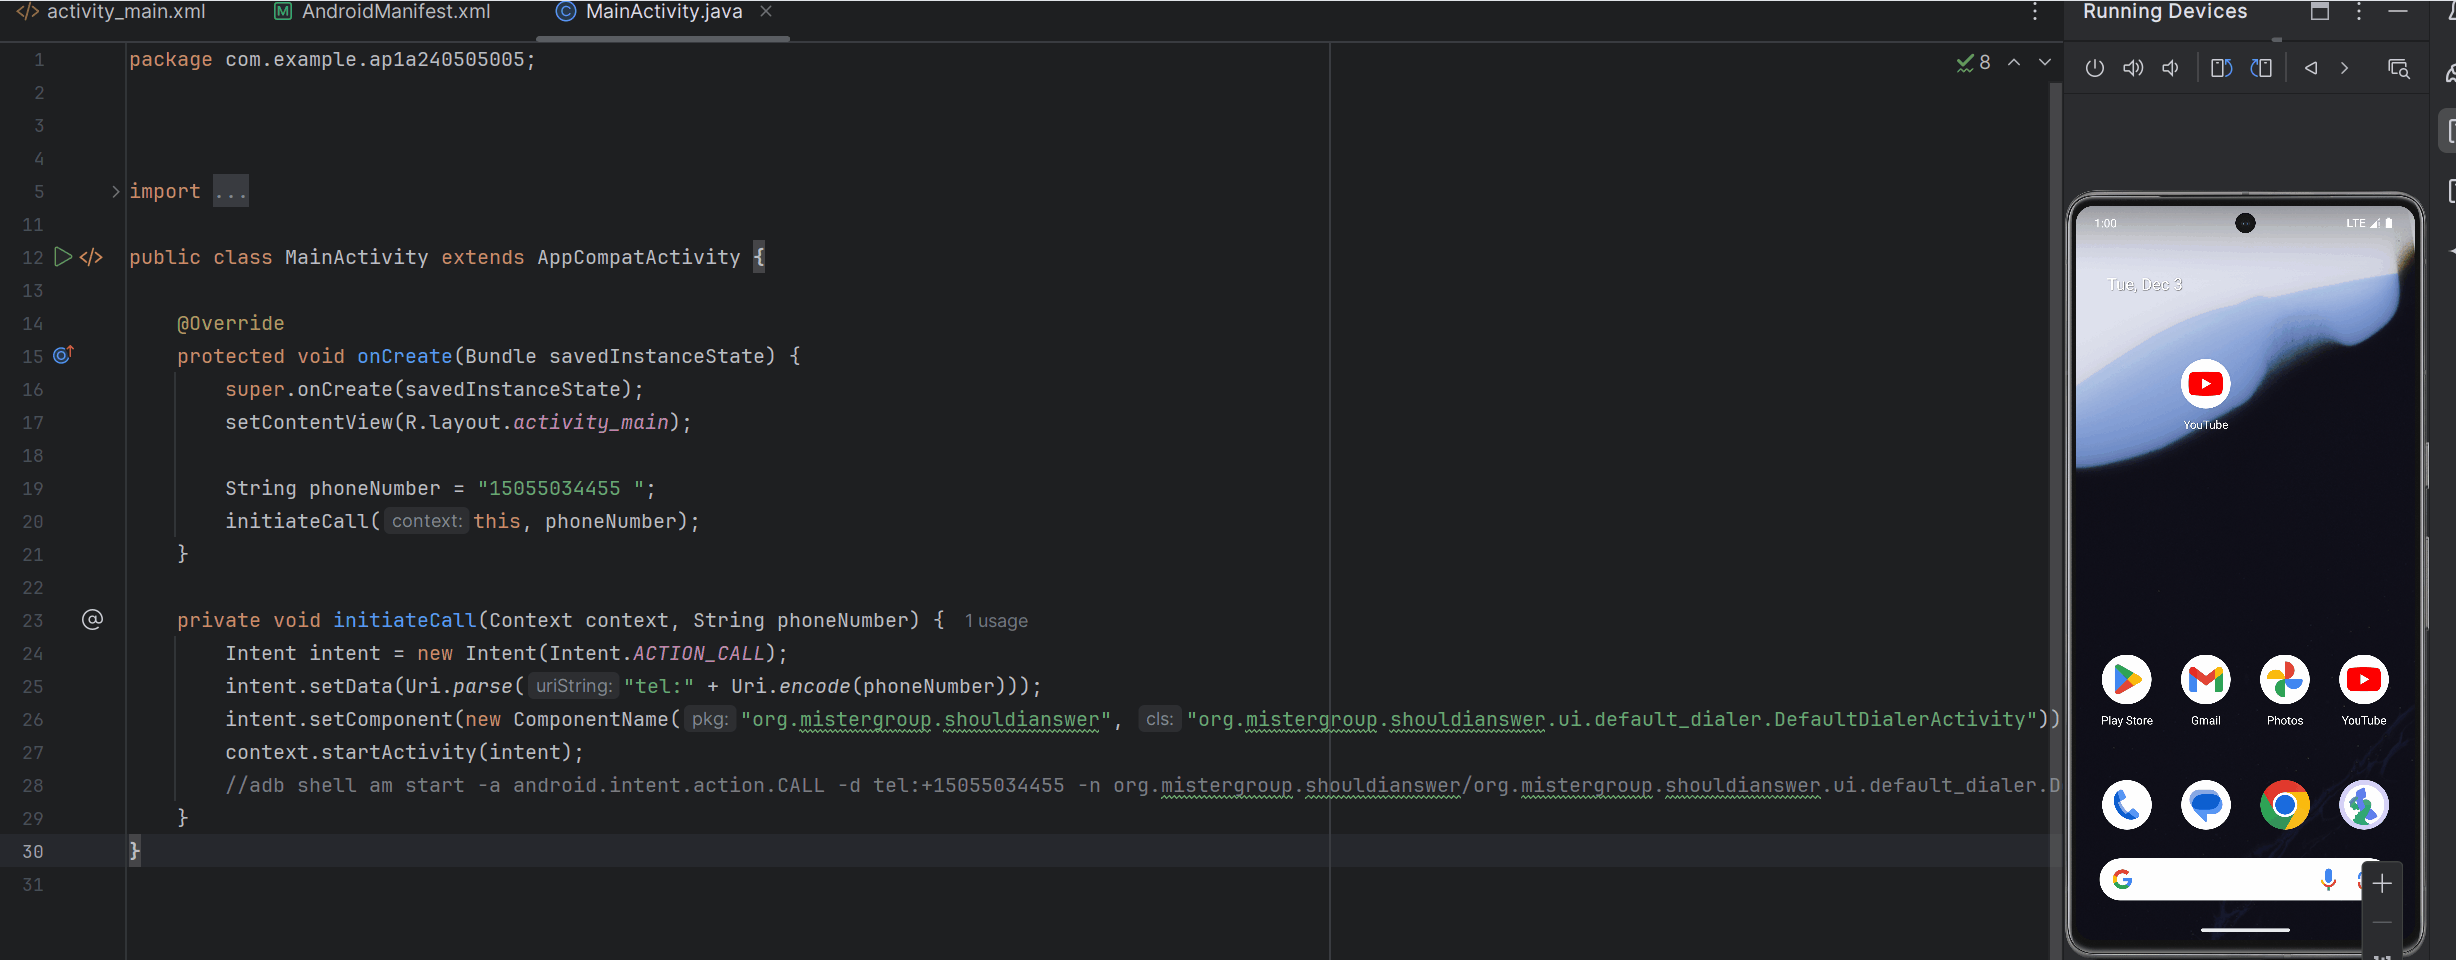 activity_main.xml AndroidManifest.xml MainActivity.java Running Devices
1 package com.example.ap1a240505005; 8
2
3
4
5 import ...
11
12 public class MainActivity extends AppCompatActivity {
13
14 @Override
15 protected void onCreate(Bundle savedInstanceState) {
16 super.onCreate(savedInstanceState);
17 setContentView(R.layout.activity_main);
18
19 String phoneNumber = "15055034455 ";
20 initiateCall( context: this, phoneNumber);
21 }
22
23 private void initiateCall(Context context, String phoneNumber) { 1 usage
24 Intent intent = new Intent(Intent.ACTION_CALL);
25 intent.setData(Uri.parse( uriString: "tel:" + Uri.encode(phoneNumber)));
26 intent.setComponent(new ComponentName( pkg: "org.mistergroup.shouldianswer", cls: "org.mistergroup.shouldianswer.ui.default_dialer.DefaultDialerActivity"))
27 context.startActivity(intent);
28 //adb shell am start -a android.intent.action.CALL -d tel:+15055034455 -n org.mistergroup.shouldianswer/org.mistergroup.shouldianswer.ui.default_dialer.D
29 }
30 }
31
1:00 LTE
Tue, Dec 3
YouTube
Play Store Gmail Photos YouTube